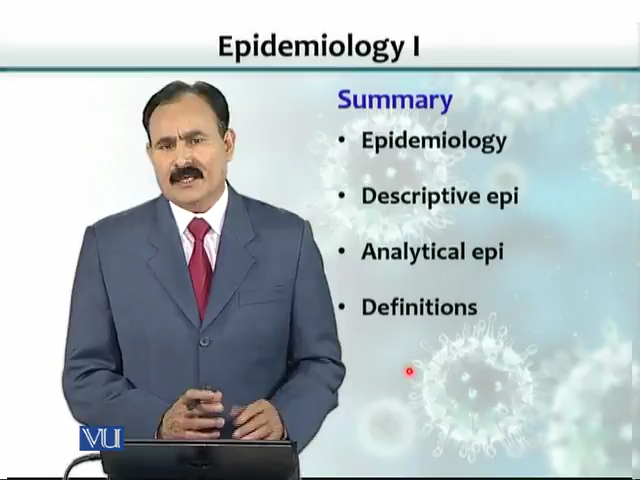 Epidemiology I
Summary
• Epidemiology
• Descriptive epi
• Analytical epi
• Definitions
VU